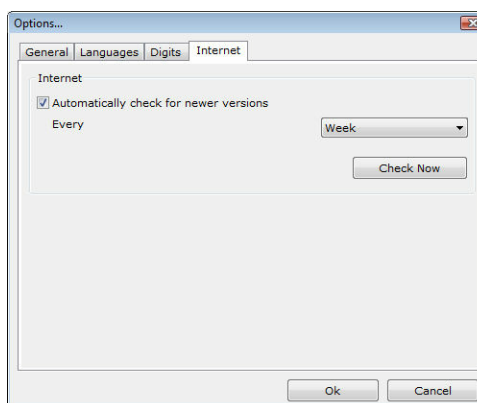 Options...
General Languages Digits Internet
Internet
Automatically check for newer versions
Every Week
Check Now
Ok Cancel